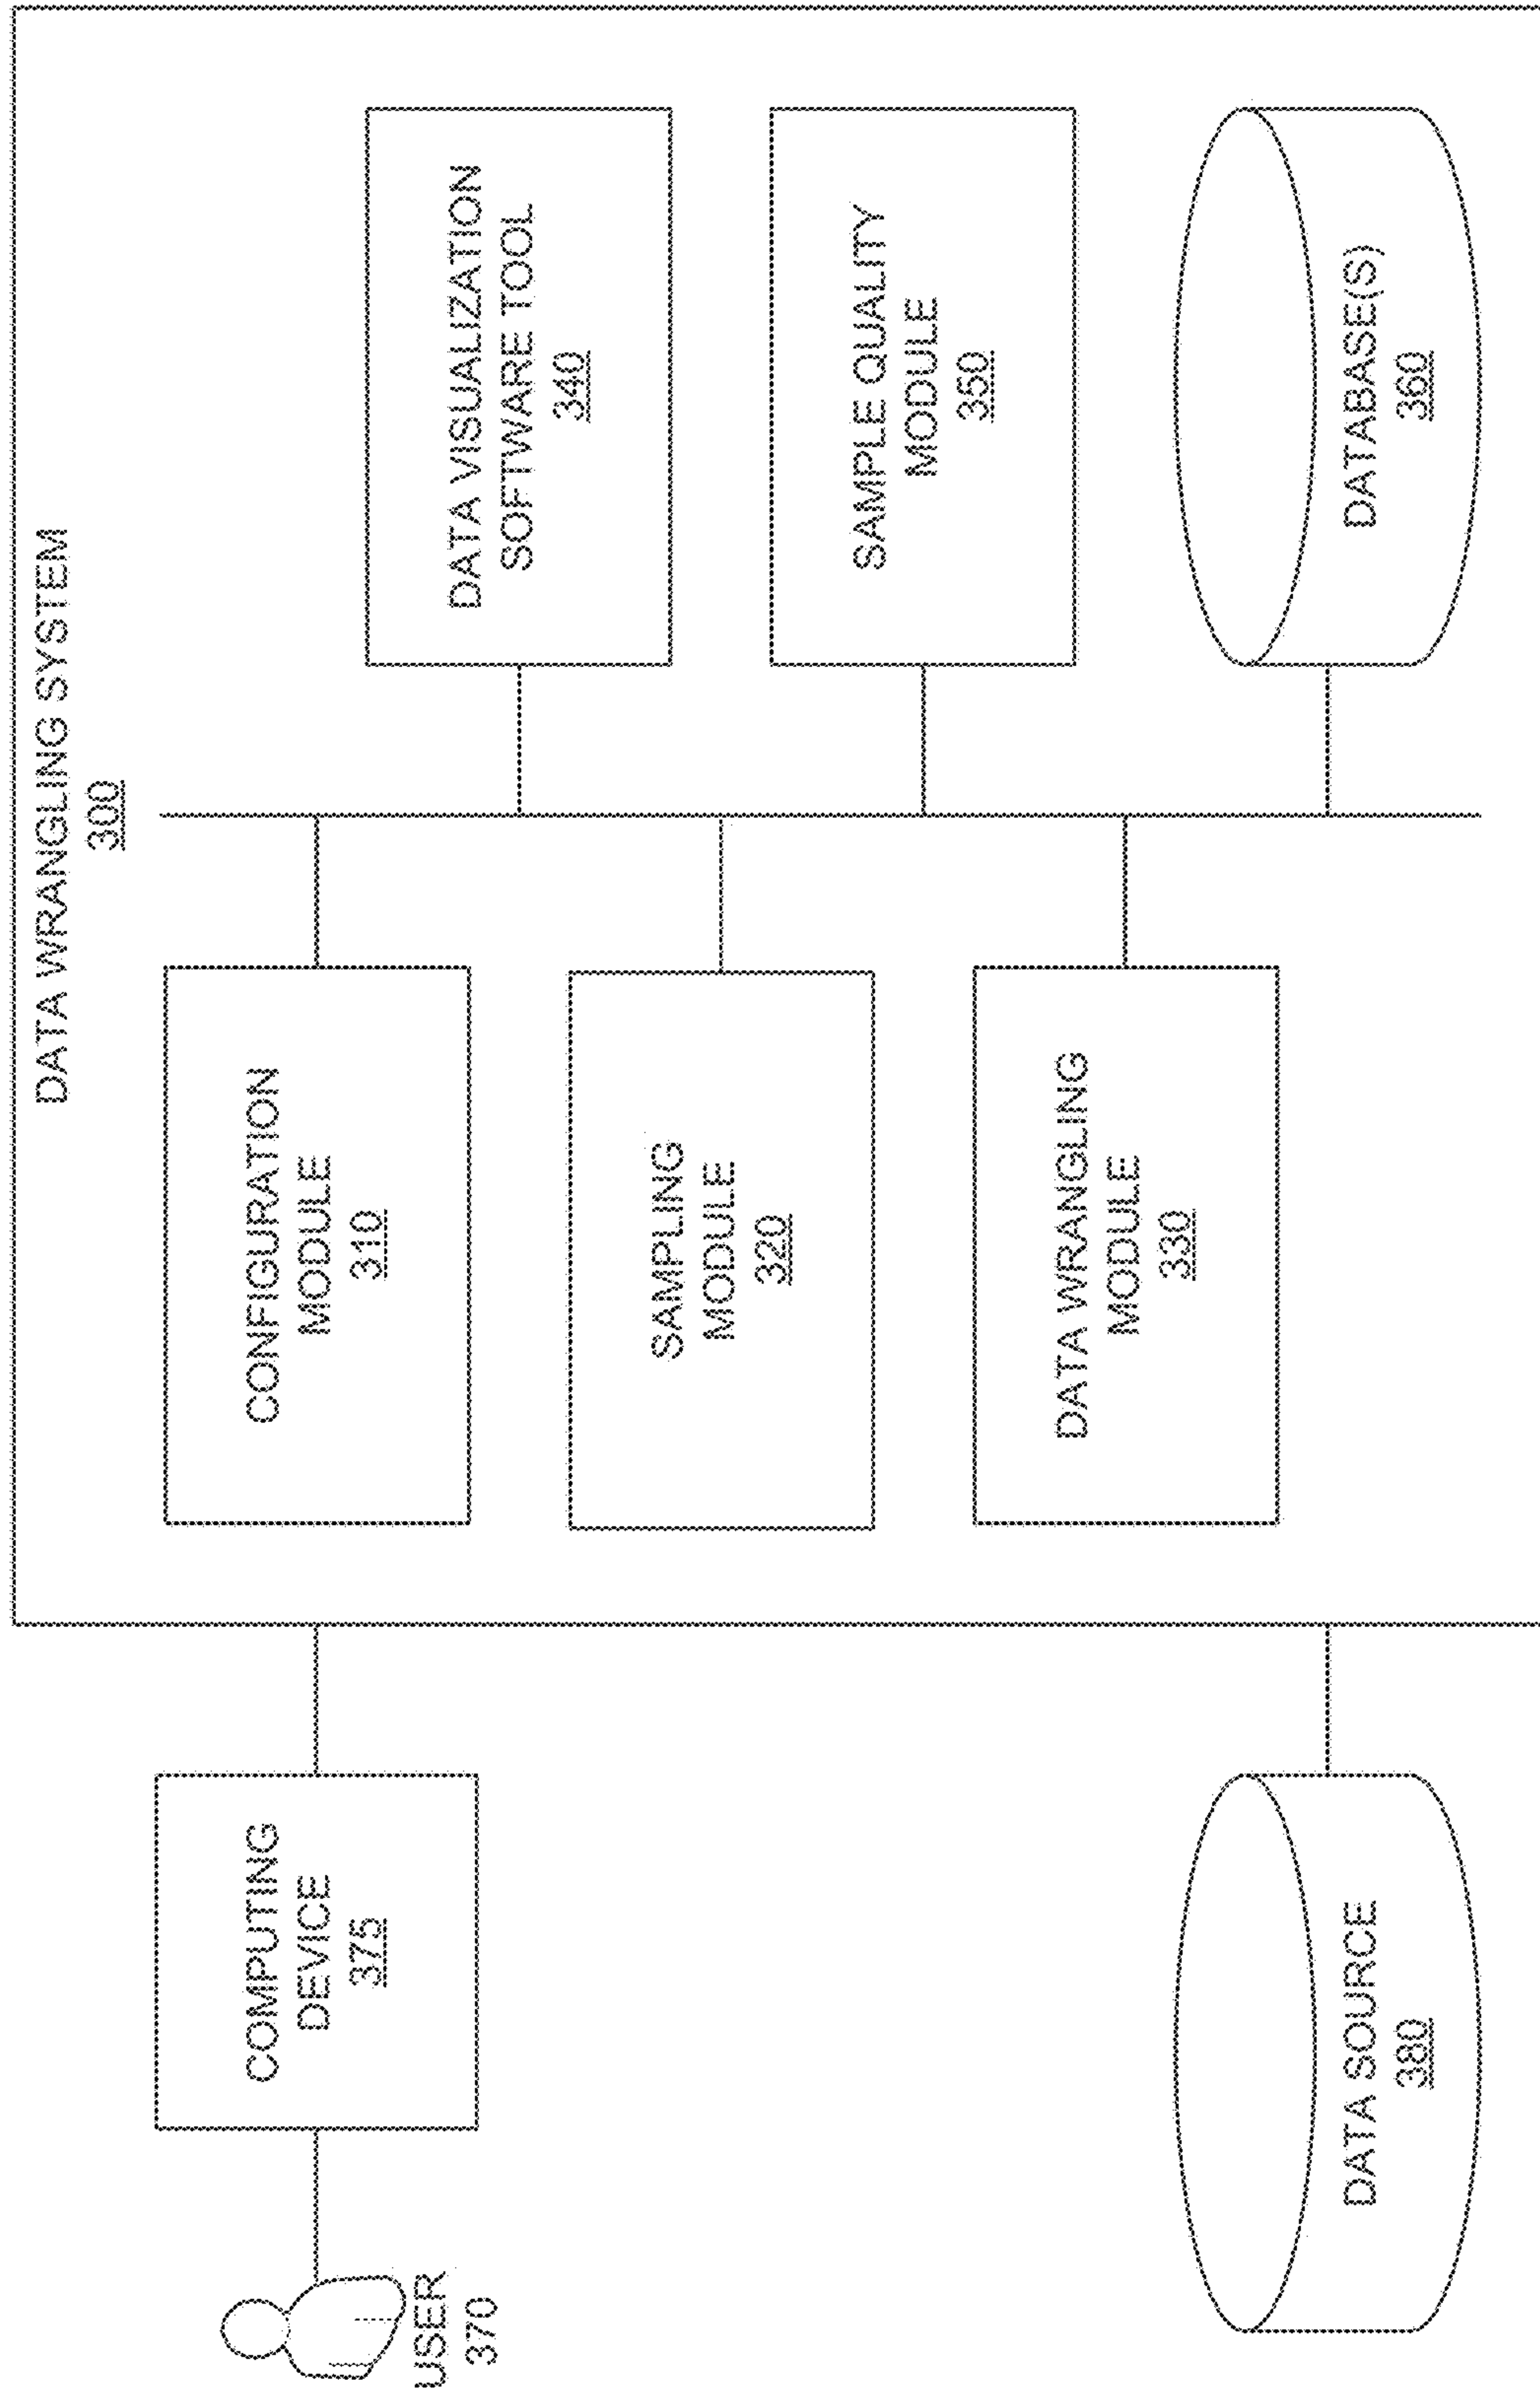 DATA WRANGLING SYSTEM
300
USER
370
COMPUTING
DEVICE
375
CONFIGURATION
MODULE
310
DATA VISUALIZATION
SOFTWARE TOOL
340
SAMPLING
MODULE
320
SAMPLE QUALITY
MODULE
350
DATA WRANGLING
MODULE
330
DATA SOURCE
380
DATABASE(S)
360